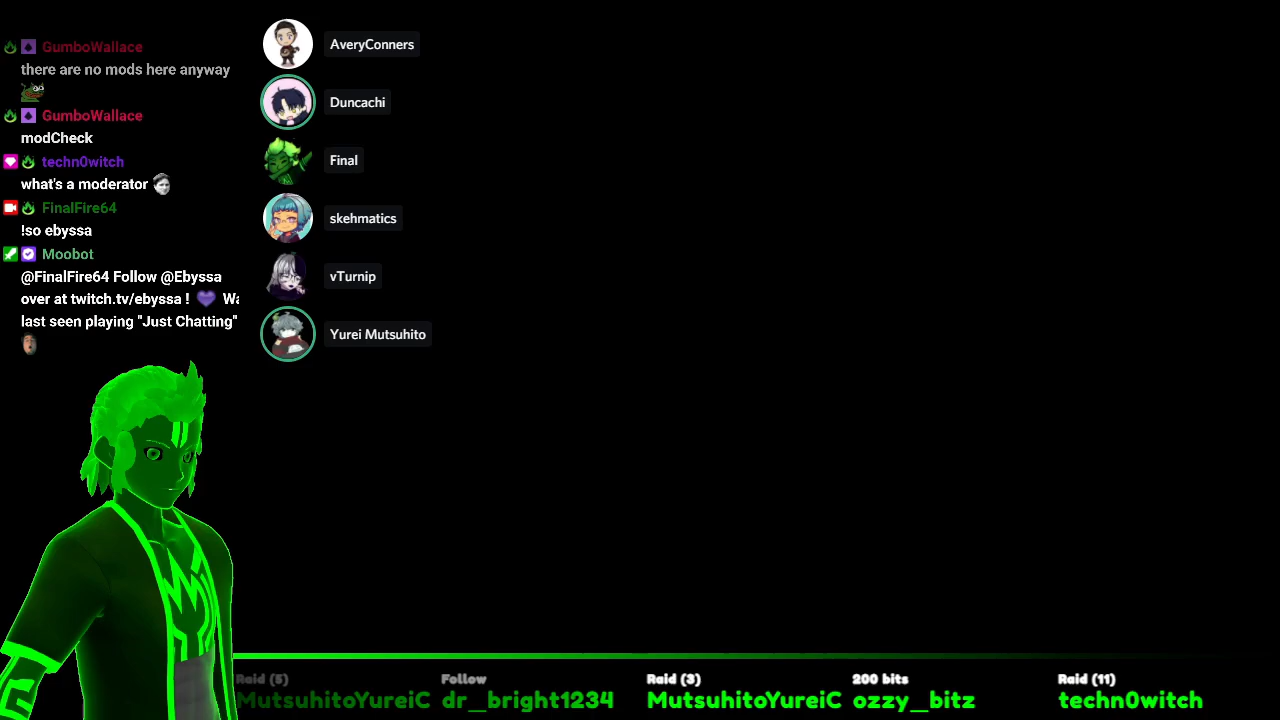 GumboWallace
there are no mods here anyway
GumboWallace
modCheck
techn0witch
what's a moderator
FinalFire64
!so ebyssa
Moobot
@FinalFire64 Follow @Ebyssa
over at twitch.tv/ebyssa ! Wa
last seen playing "Just Chatting"
AveryConners
Duncachi
Final
skehmatics
vTurnip
Yurei Mutsuhito
Raid (5)
MutsuhitoYureiC
Follow
dr_bright1234
Raid (3)
MutsuhitoYureiC
200 bits
ozzy_bitz
Raid (11)
techn0witch